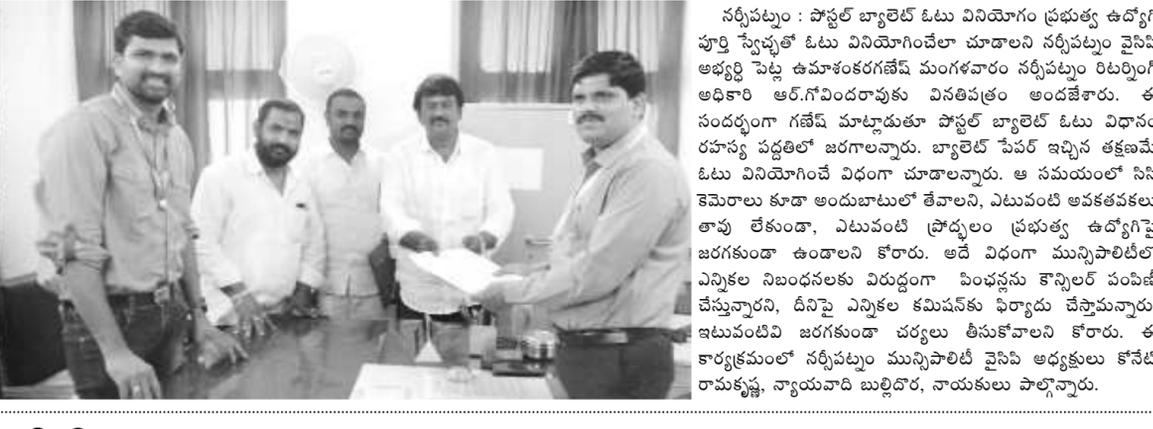 నర్సీపట్నం : పోస్టల్ బ్యాలెట్ ఓటు వినియోగం ప్రభుత్వ
పూర్తి స్వేచ్ఛతో ఓటు వినియోగించేలా చూడాలని నర్సీపట్నం వైసిపి
అభ్యర్ధి పెట్ల ఉమాశంకరగణేష్ మంగళవారం నర్సీపట్నం రిటర్నింగ్
అధికారి ఆర్.గోవిందరావుకు వినతిపత్రం అందజేశారు. ఈ
సందర్భంగా గణేష్ మాట్లాడుతూ పోస్టల్ బ్యాలెట్ ఓటు విధానం
రహస్య పద్దతిలో జరగాలన్నారు. బ్యాలెట్ పేపర్ ఇచ్చిన తక్షణమే
ఓటు వినియోగించే విధంగా చూడాలన్నారు. ఆ సమయంలో సిసి
కెమెరాలు కూడా అందుబాటులో తేవాలని, ఎటువంటి అవకతవకలు
తావు లేకుండా, ఎటువంటి ప్రోద్భలం ప్రభుత్వ ఉద్యోగిపై
జరగకుండా ఉండాలని కోరారు. అదే విధంగా మున్సిపాలిటీలో
ఎన్నికల నిబంధనలకు విరుద్దంగా పింఛన్లను కౌన్సిలర్ పంపిణీ
చేస్తున్నారని, దీనిపై ఎన్నికల కమిషన్‌కు ఫిర్యాదు చేస్తామన్నారు.
ఇటువంటివి జరగకుండా చర్యలు తీసుకోవాలని కోరారు. ఈ
కార్యక్రమంలో నర్సీపట్నం మున్సిపాలిటీ వైసిపి అధ్యక్షులు కోనేటి
రామకృష్ణ, న్యాయవాది బుల్లిదొర, నాయకులు పాల్గొన్నారు.